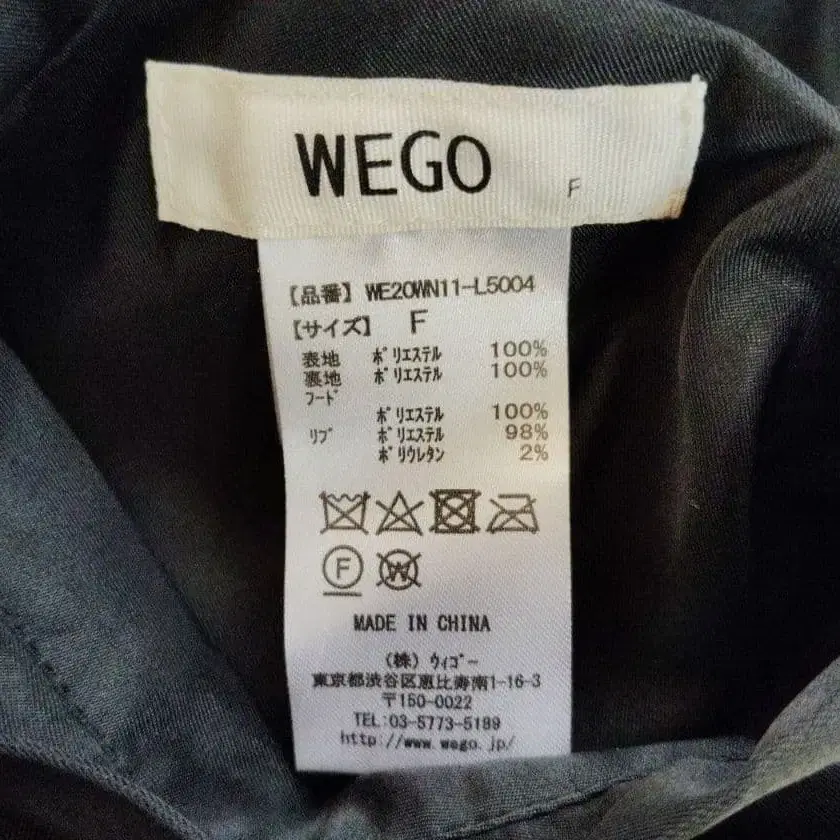 WEGO F
【品番】 WE20WN11-L5004
【サイズ】 F
表地 ﾎﾟﾘｴｽﾃﾙ 100%
裏地 ﾎﾟﾘｴｽﾃﾙ 100%
ﾌｰﾄﾞ
ﾎﾟﾘｴｽﾃﾙ 100%
ﾘﾌﾞ ﾎﾟﾘｴｽﾃﾙ 98%
ﾎﾟﾘｳﾚﾀﾝ 2%
F W
MADE IN CHINA
(株) ｳｨｺﾞｰ
東京都渋谷区恵比寿南1-16-3
〒150-0022
TEL:03-5773-5199
http://www.wego.jp/